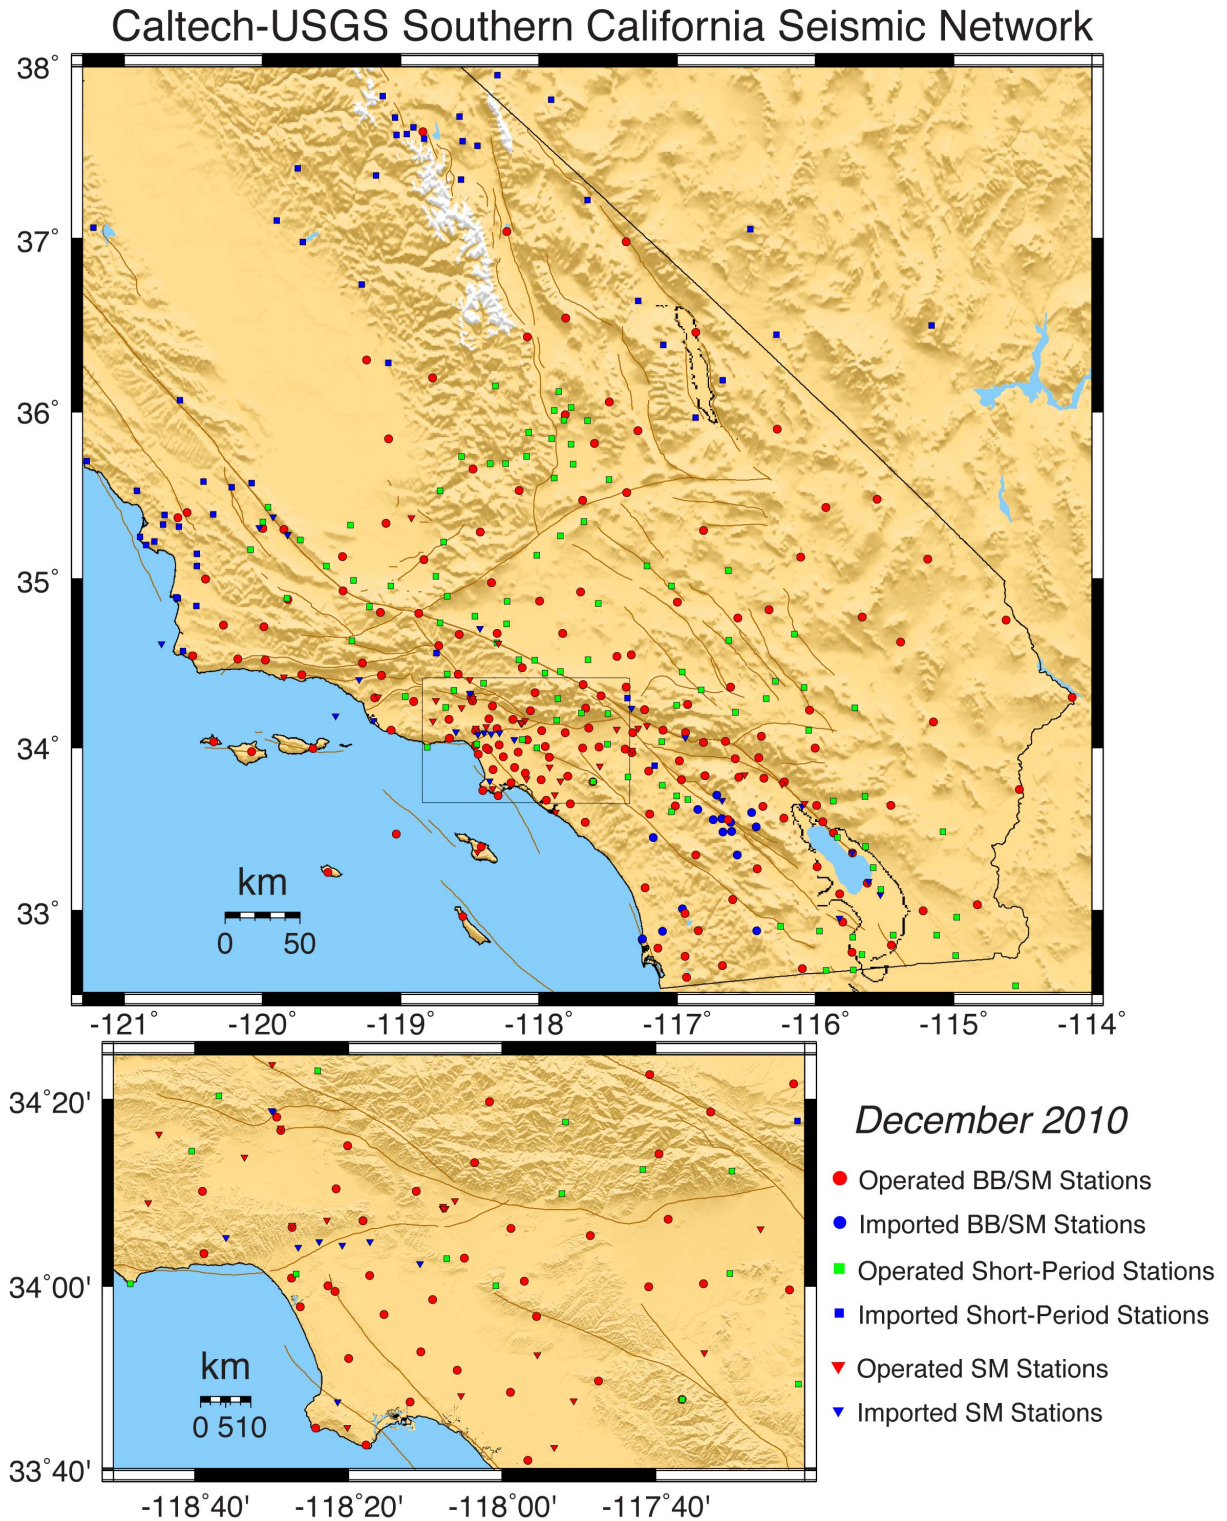 Caltech-USGS Southern California Seismic Network
38°
37°
36°
35°
34°
33°
km
0 50
-121° -120° -119° -118° -117° -116° -115° -114°
34°20'
34°00'
33°40'
km
0 510
-118°40' -118°20' -118°00' -117°40'
December 2010
Operated BB/SM Stations
Imported BB/SM Stations
Operated Short-Period Stations
Imported Short-Period Stations
Operated SM Stations
Imported SM Stations